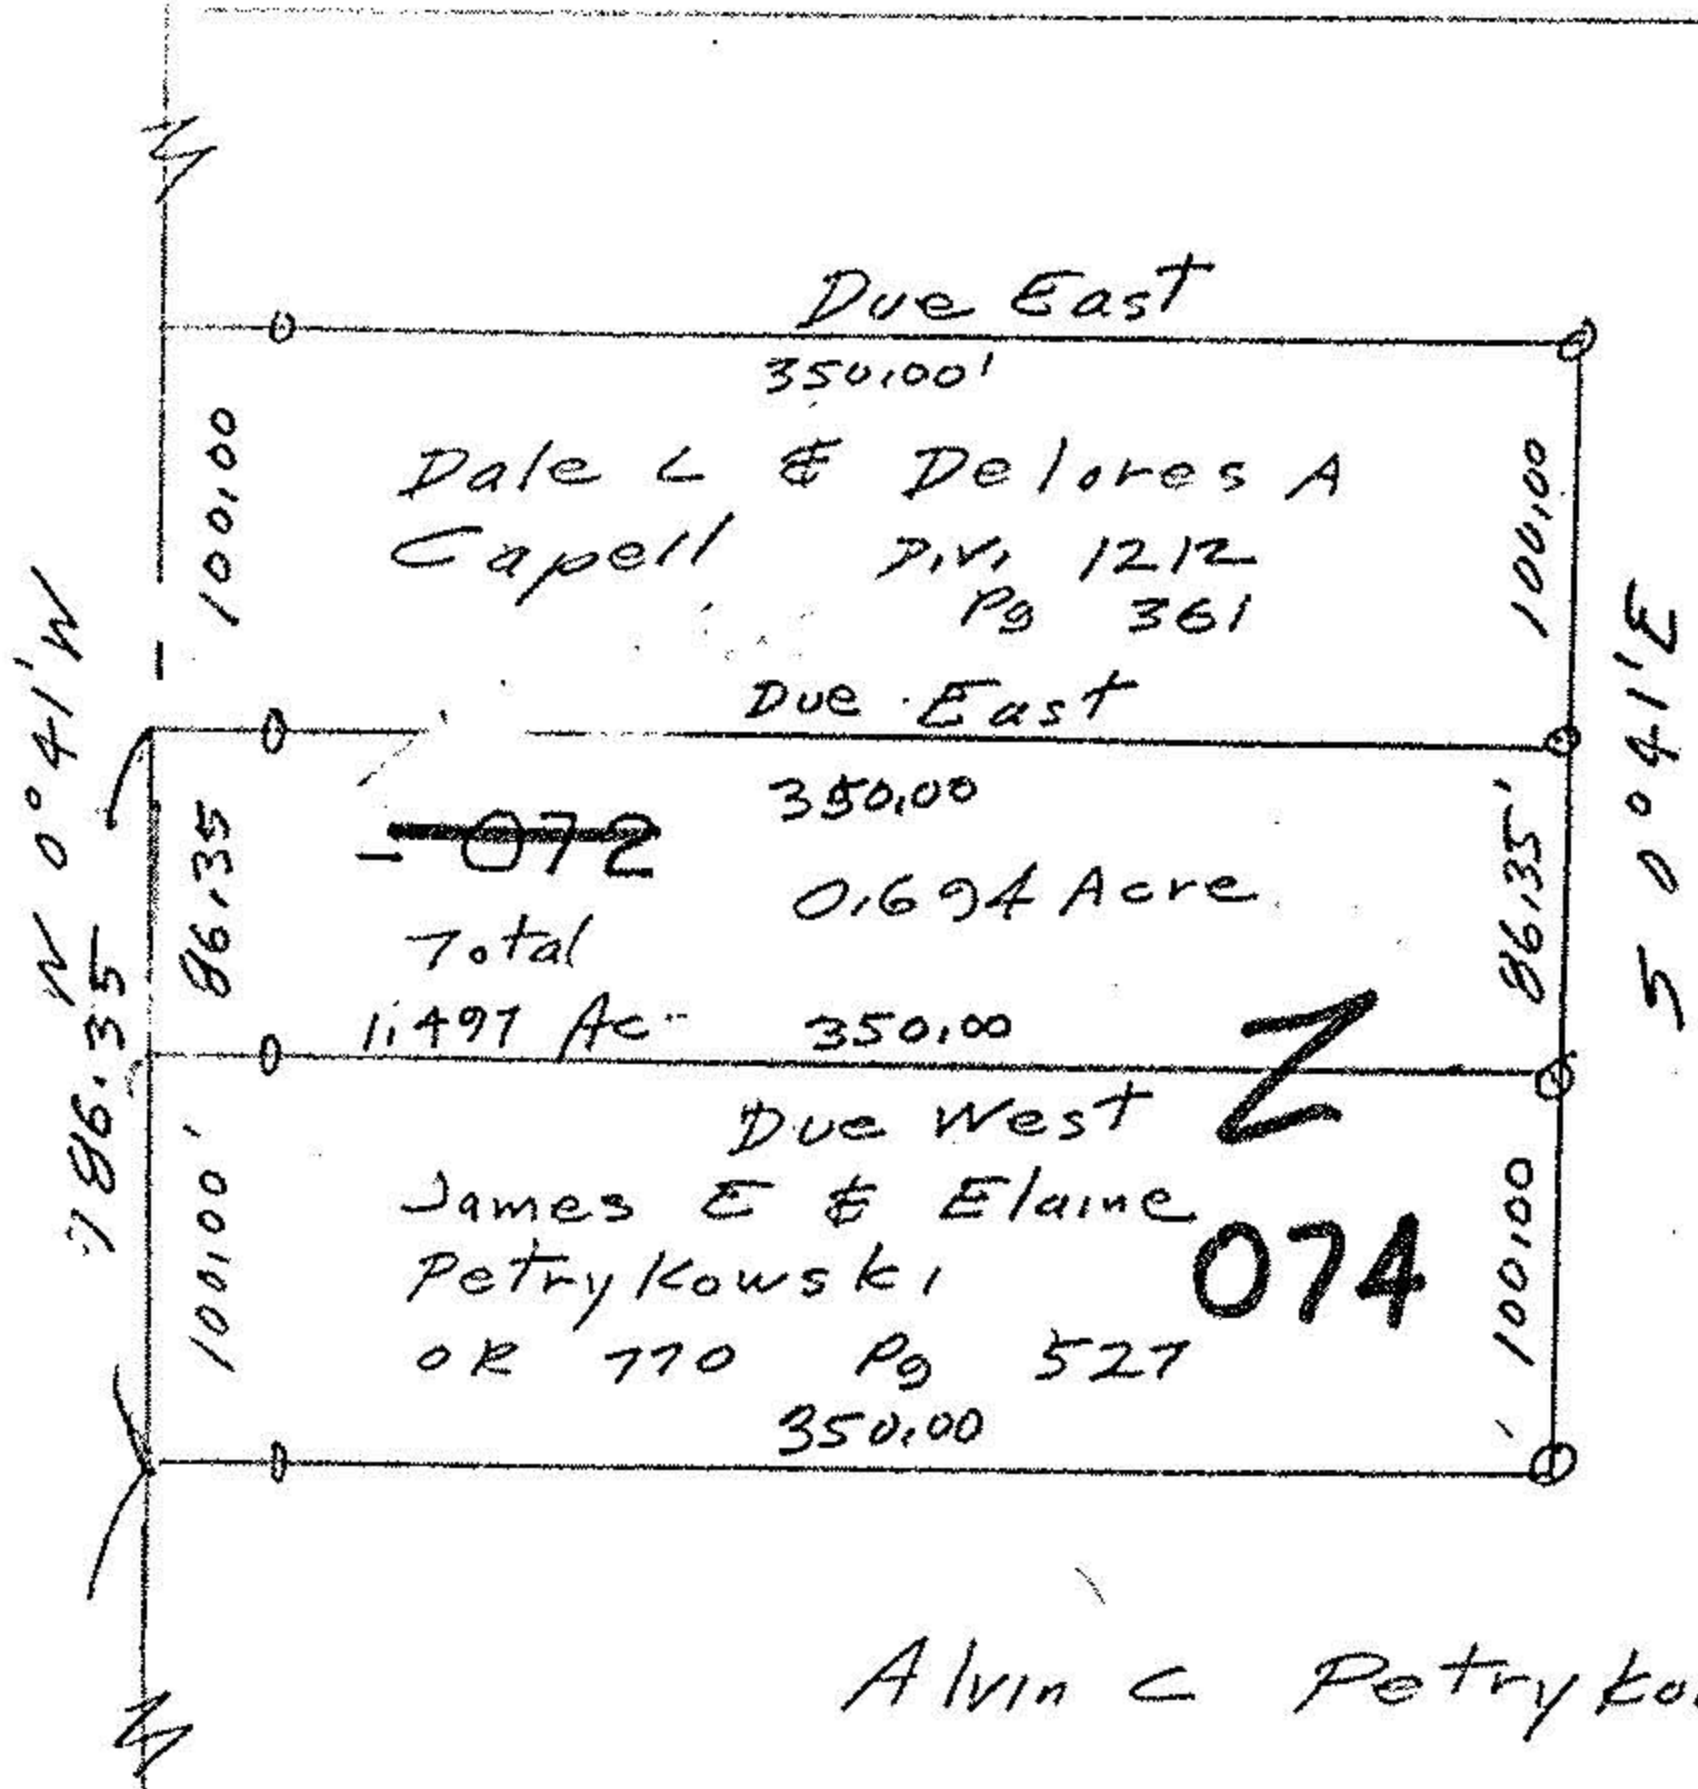 Due East
350.00'
100.00
Dale L & Delores A
Capell D.V. 1212
Pg 361
100.00
N 0° 41' W
S 0° 41' E
Due East
350.00
86.35
- 072
0.694 Acre
86.35'
Total
1.497 Ac
350.00
186.35
Z
Due West
100.00'
James E & Elaine
Petrykowski
074
OR 770 Pg 527
100.00'
350.00
Alvin C Petryko